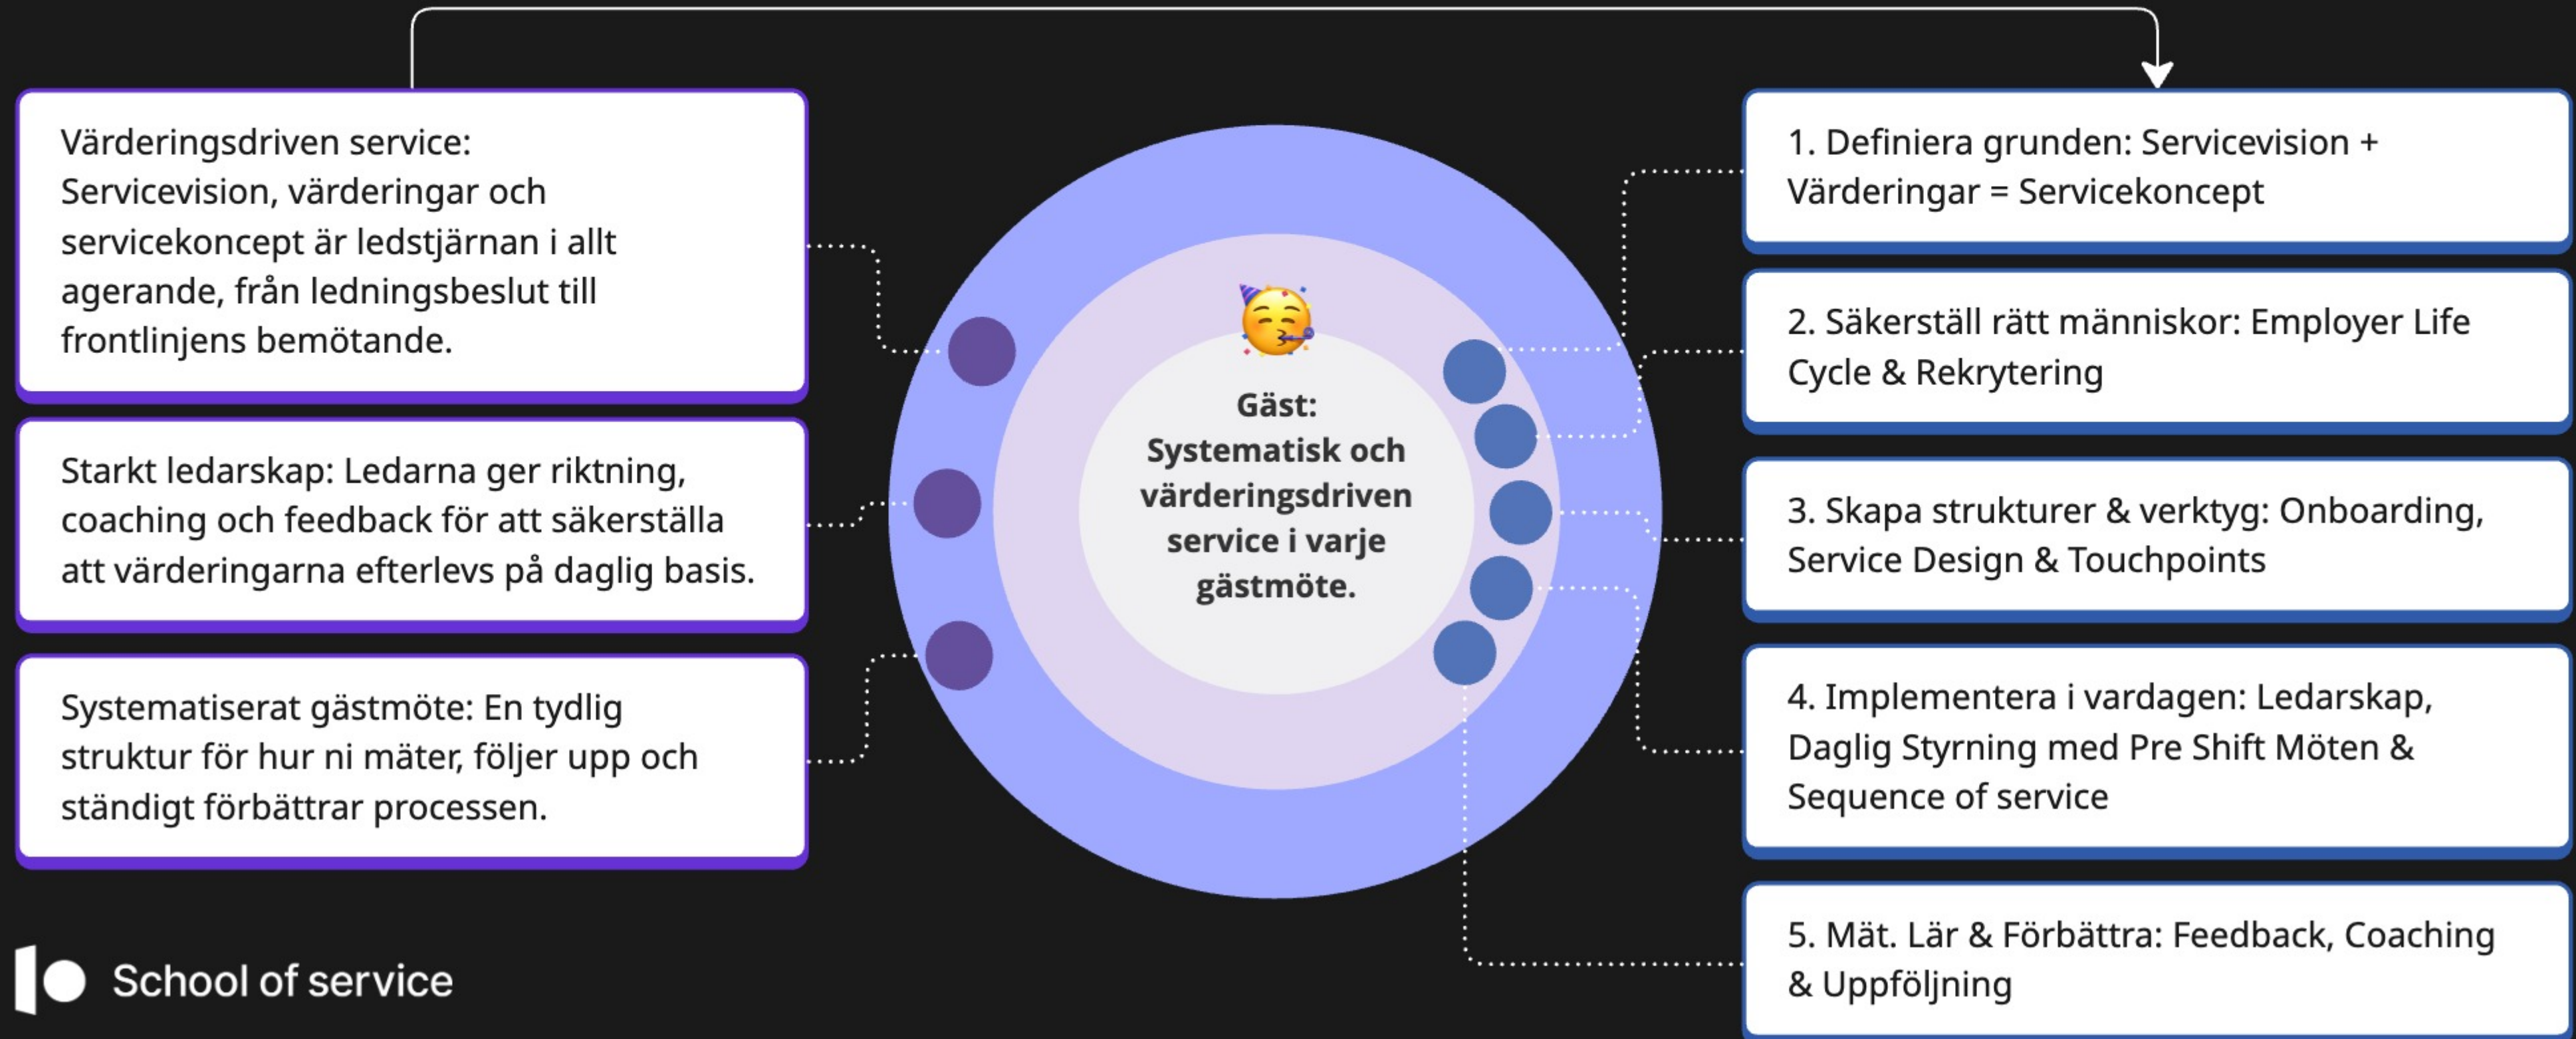 Värderingsdriven service:
Servicevision, värderingar och
servicekoncept är ledstjärnan i allt
agerande, från ledningsbeslut till
frontlinjens bemötande.
Starkt ledarskap: Ledarna ger riktning,
coaching och feedback för att säkerställa
att värderingarna efterlevs på daglig basis.
Systematiserat gästmöte: En tydlig
struktur för hur ni mäter, följer upp och
ständigt förbättrar processen.
Gäst:
Systematisk och
värderingsdriven
service i varje
gästmöte.
1. Definiera grunden: Servicevision +
Värderingar = Servicekoncept
2. Säkerställ rätt människor: Employer Life
Cycle & Rekrytering
3. Skapa strukturer & verktyg: Onboarding,
Service Design & Touchpoints
4. Implementera i vardagen: Ledarskap,
Daglig Styrning med Pre Shift Möten &
Sequence of service
5. Mät. Lär & Förbättra: Feedback, Coaching
& Uppföljning
School of service